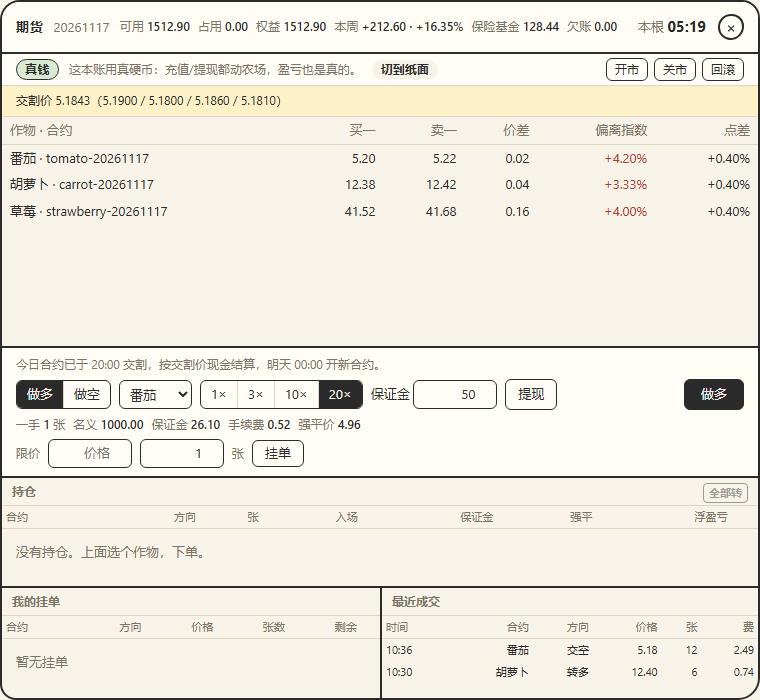 期货 20261117 可用 1512.90 占用 0.00 权益 1512.90 本周 +212.60 · +16.35% 保险基金 128.44 欠账 0.00 本根 05:19 ×
真钱 这本账用真硬币：充值/提现都动农场，盈亏也是真的。 切到纸面 开市 关市 回滚
交割价 5.1843（5.1900 / 5.1800 / 5.1860 / 5.1810）
作物 · 合约 买一 卖一 价差 偏离指数 点差
番茄 · tomato-20261117 5.20 5.22 0.02 +4.20% +0.40%
胡萝卜 · carrot-20261117 12.38 12.42 0.04 +3.33% +0.40%
草莓 · strawberry-20261117 41.52 41.68 0.16 +4.00% +0.40%
今日合约已于 20:00 交割，按交割价现金结算，明天 00:00 开新合约。
做多 做空 番茄 1× 3× 10× 20× 保证金 50 提现 做多
一手 1 张 名义 1000.00 保证金 26.10 手续费 0.52 强平价 4.96
限价 价格 1 张 挂单
持仓 全部转
合约 方向 张 入场 保证金 强平 浮盈亏
没有持仓。上面选个作物，下单。
我的挂单
合约 方向 价格 张数 剩余
暂无挂单
最近成交
时间 合约 方向 价格 张 费
10:36 番茄 交空 5.18 12 2.49
10:30 胡萝卜 转多 12.40 6 0.74